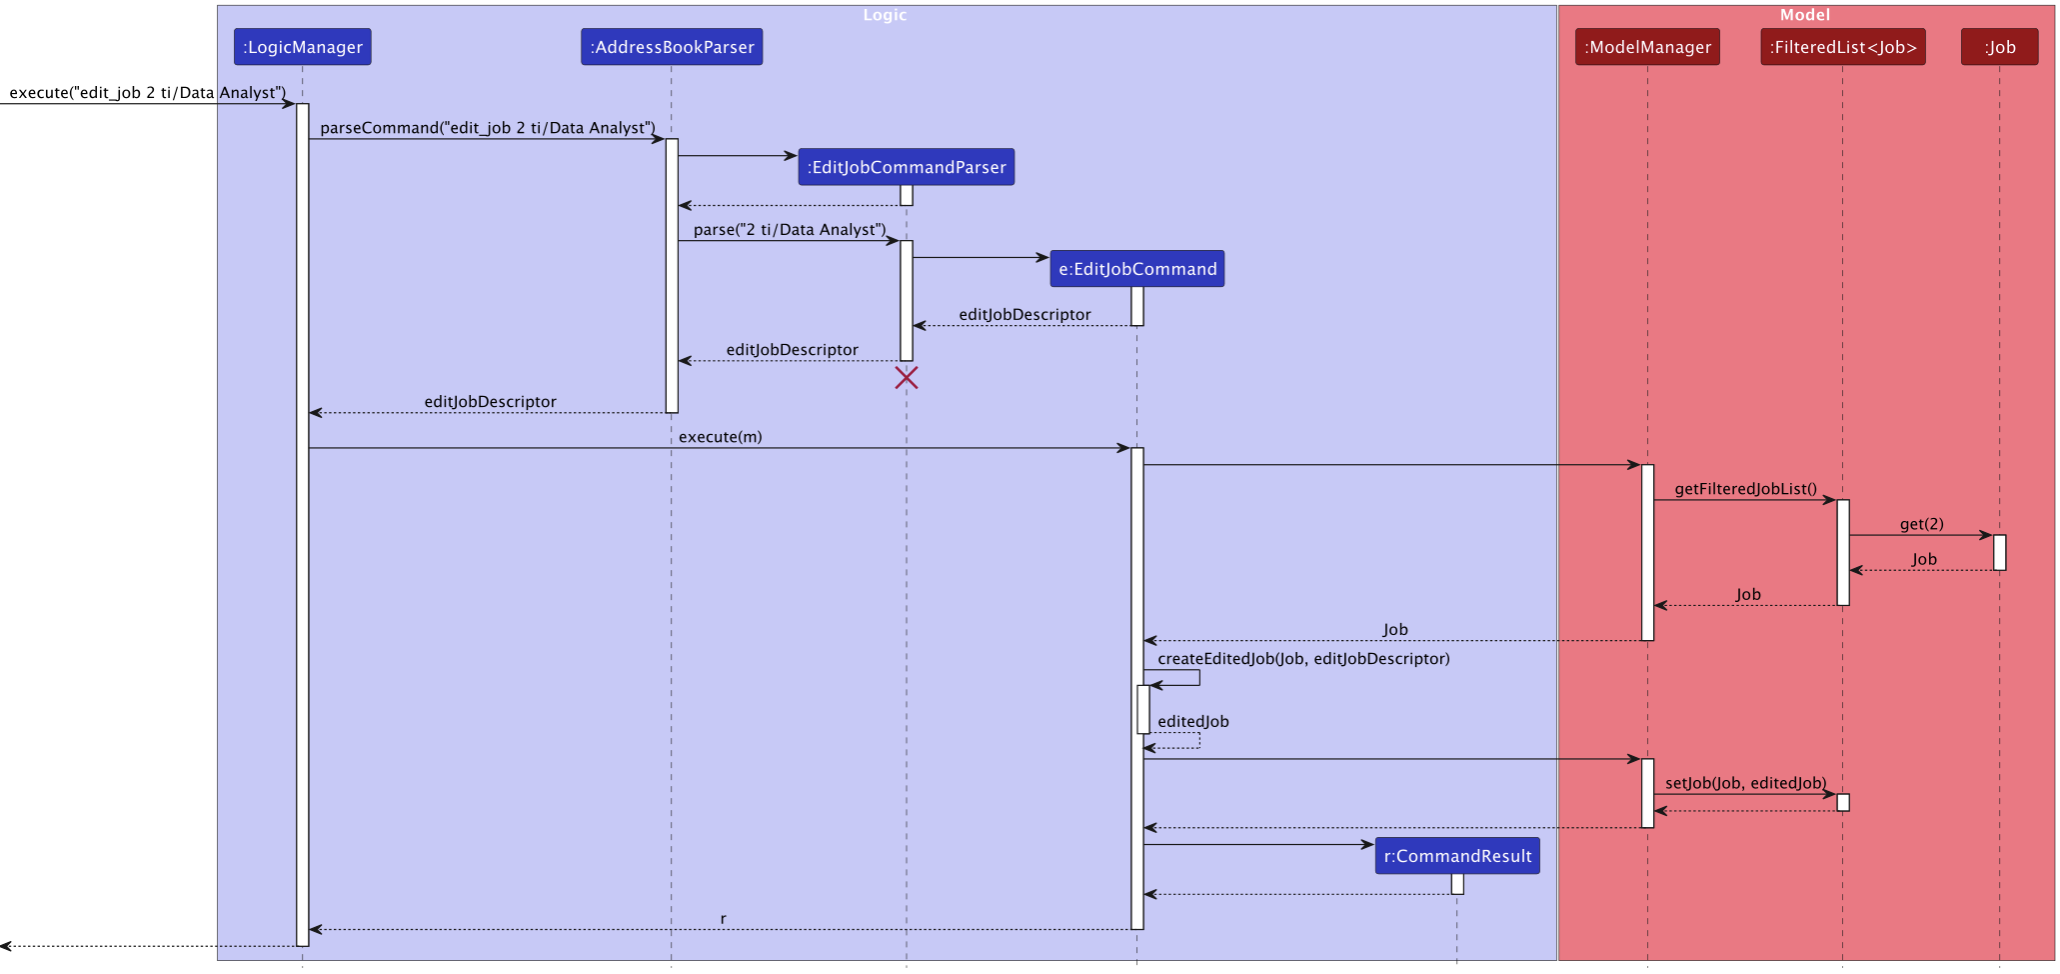 Logic
Model
:LogicManager
:AddressBookParser
:ModelManager
:FilteredList<Job>
:Job
execute("edit_job 2 ti/Data Analyst")
parseCommand("edit_job 2 ti/Data Analyst")
:EditJobCommandParser
parse("2 ti/Data Analyst")
e:EditJobCommand
editJobDescriptor
editJobDescriptor
editJobDescriptor
execute(m)
getFilteredJobList()
get(2)
Job
Job
Job
createEditedJob(Job, editJobDescriptor)
editedJob
setJob(Job, editedJob)
r:CommandResult
r